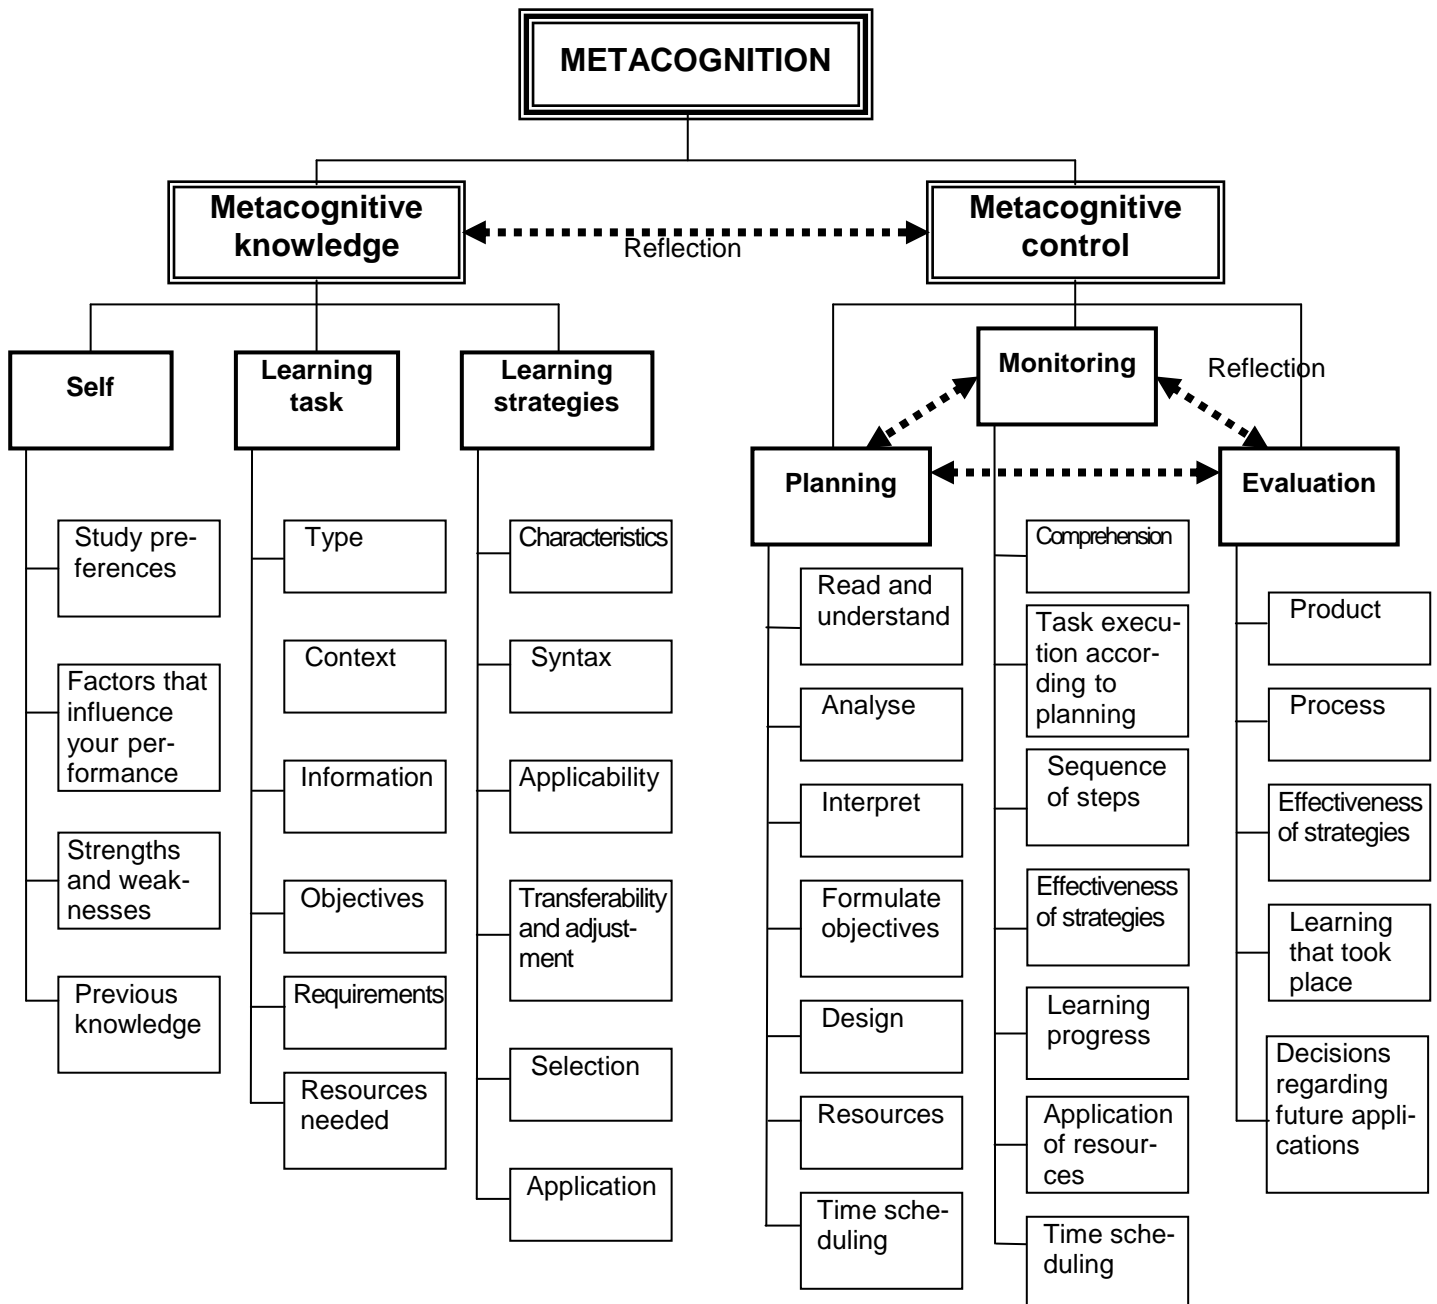 METACOGNITION
Metacognitive
knowledge
Reflection
Metacognitive
control
Self
Learning
task
Learning
strategies
Monitoring
Reflection
Planning
Evaluation
Study pre-
ferences
Factors that
influence
your per-
formance
Strengths
and weak-
nesses
Previous
knowledge
Type
Context
Information
Objectives
Requirements
Resources
needed
Characteristics
Syntax
Applicability
Transferability
and adjust-
ment
Selection
Application
Read and
understand
Analyse
Interpret
Formulate
objectives
Design
Resources
Time sche-
duling
Comprehension
Task execu-
tion accor-
ding to
planning
Sequence
of steps
Effectiveness
of strategies
Learning
progress
Application
of resour-
ces
Time sche-
duling
Product
Process
Effectiveness
of strategies
Learning
that took
place
Decisions
regarding
future appli-
cations